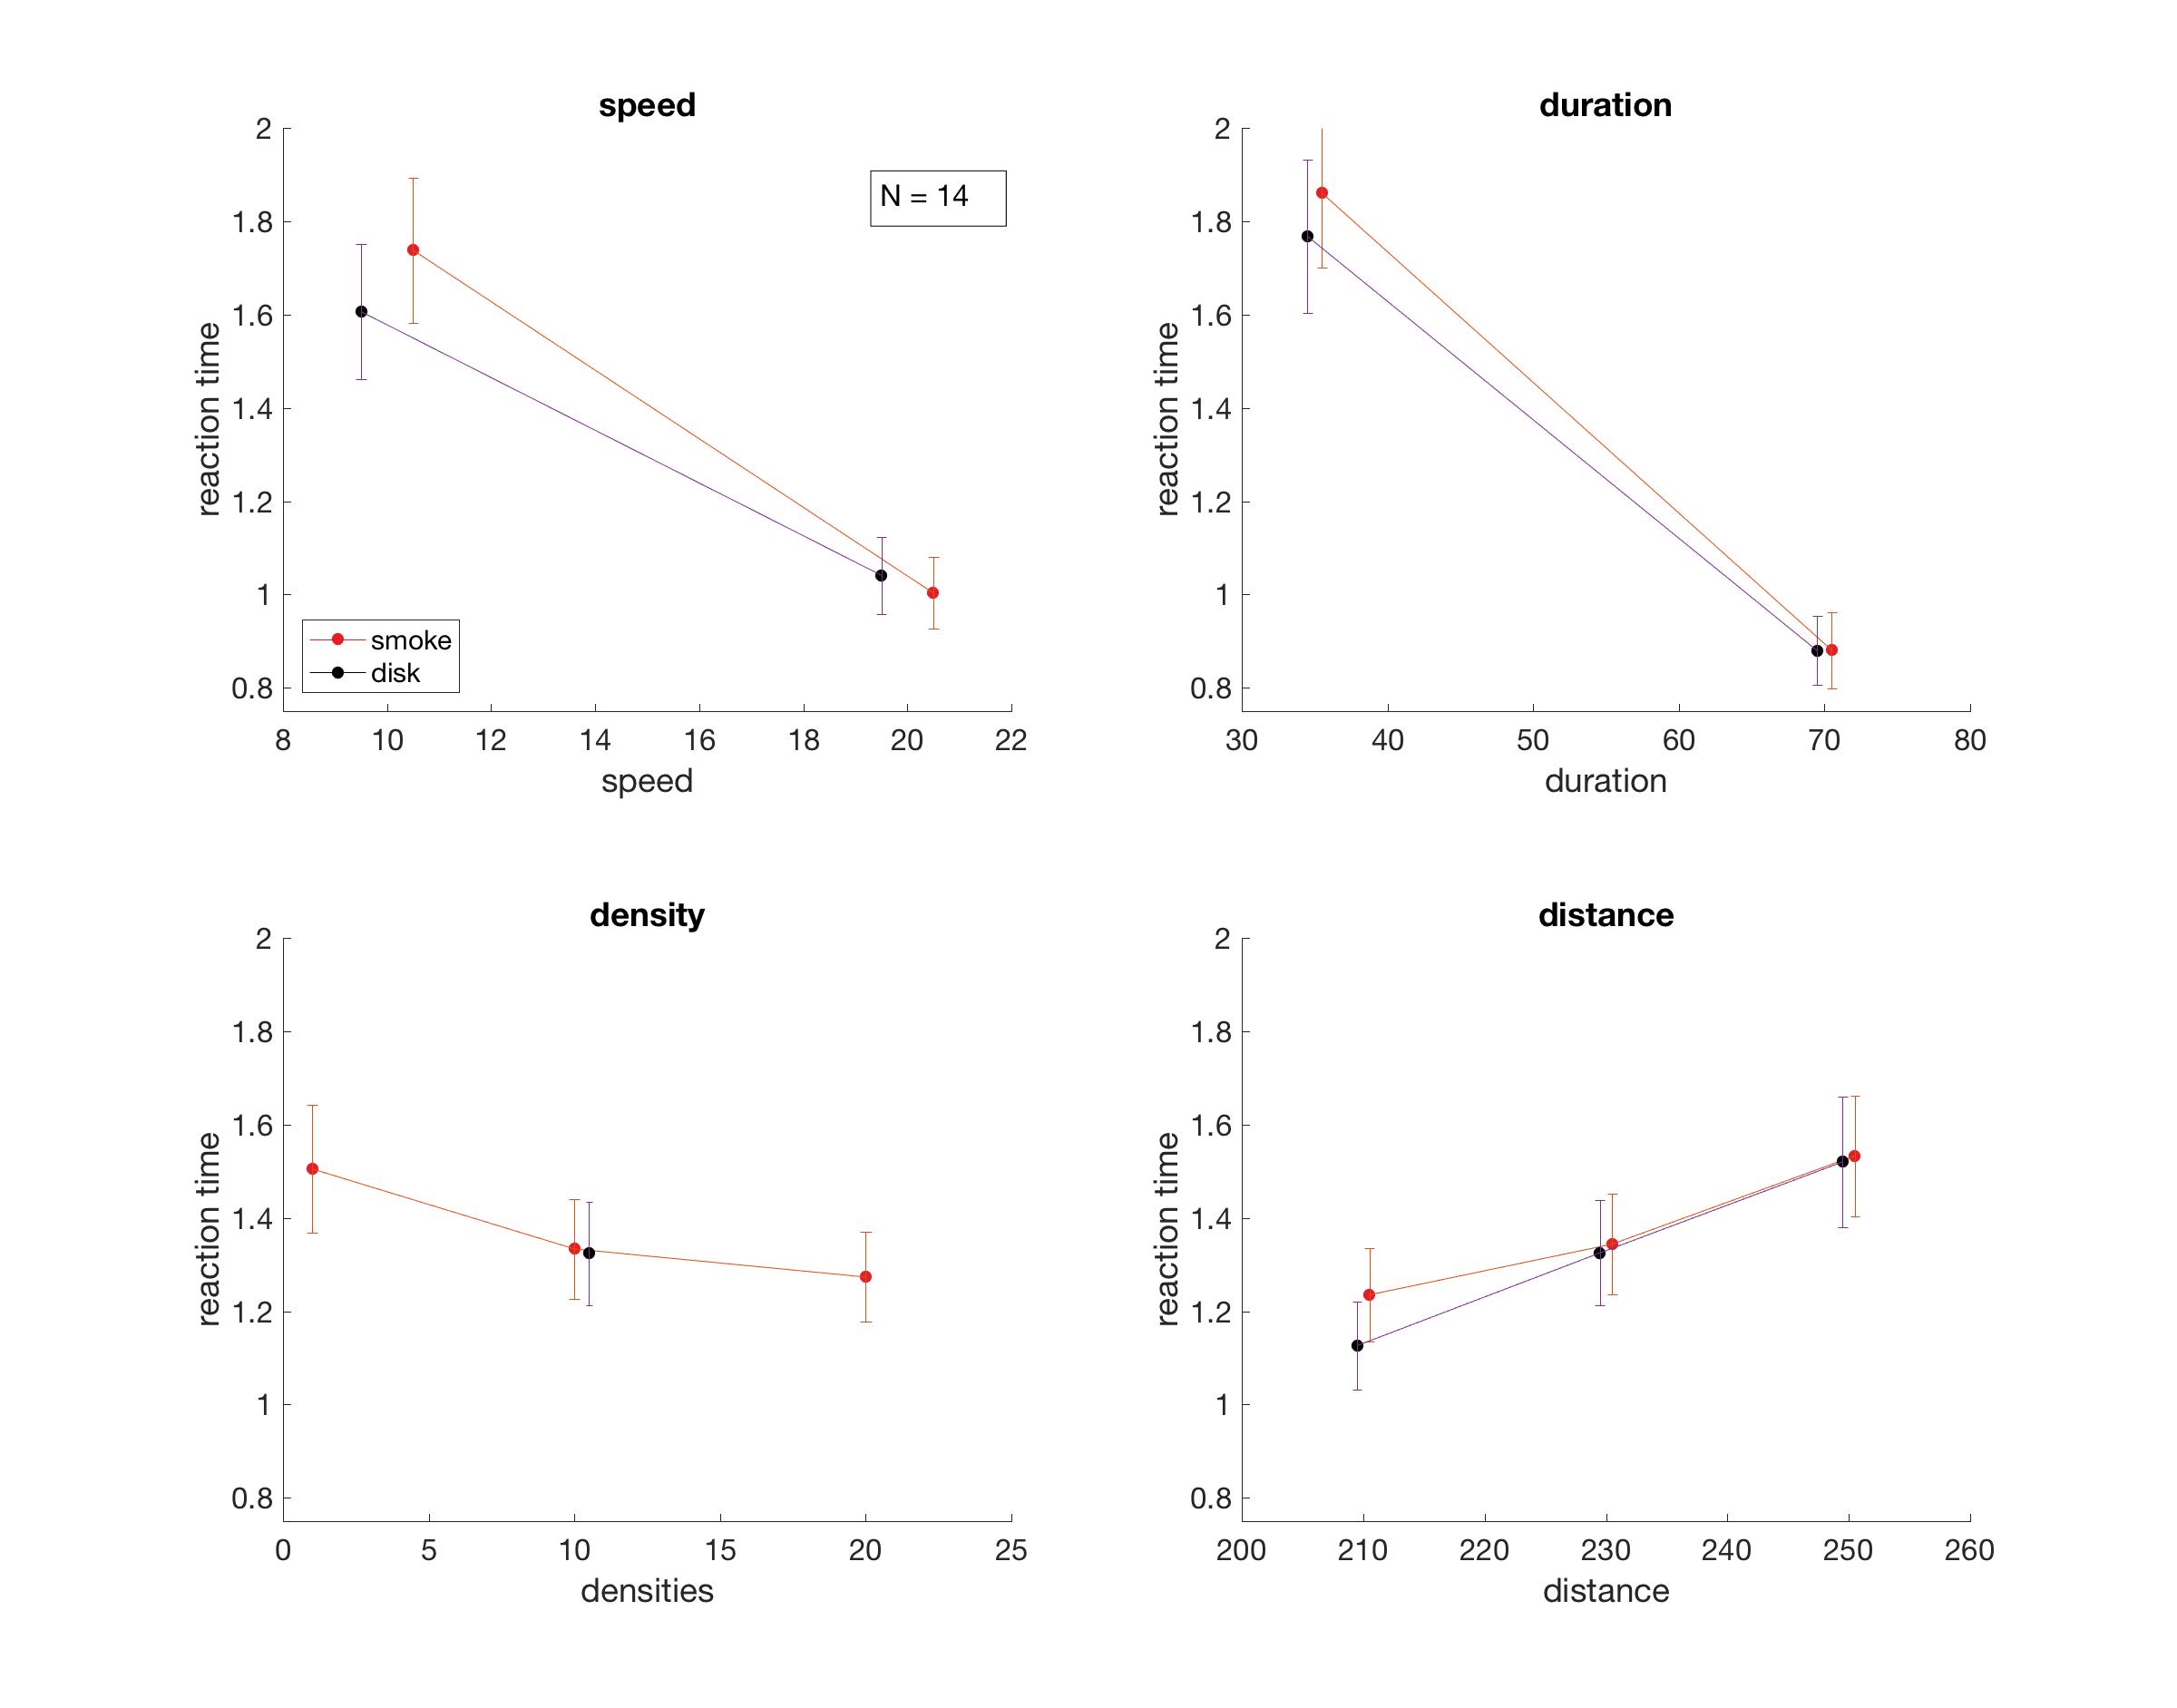 speed
2
1.8
1.6
1.4
1.2
1
0.8
reaction time
N = 14
smoke
disk
8 10 12 14 16 18 20 22
speed
duration
2
1.8
1.6
1.4
1.2
1
0.8
reaction time
30 40 50 60 70 80
duration
density
2
1.8
1.6
1.4
1.2
1
0.8
reaction time
0 5 10 15 20 25
densities
distance
2
1.8
1.6
1.4
1.2
1
0.8
reaction time
200 210 220 230 240 250 260
distance